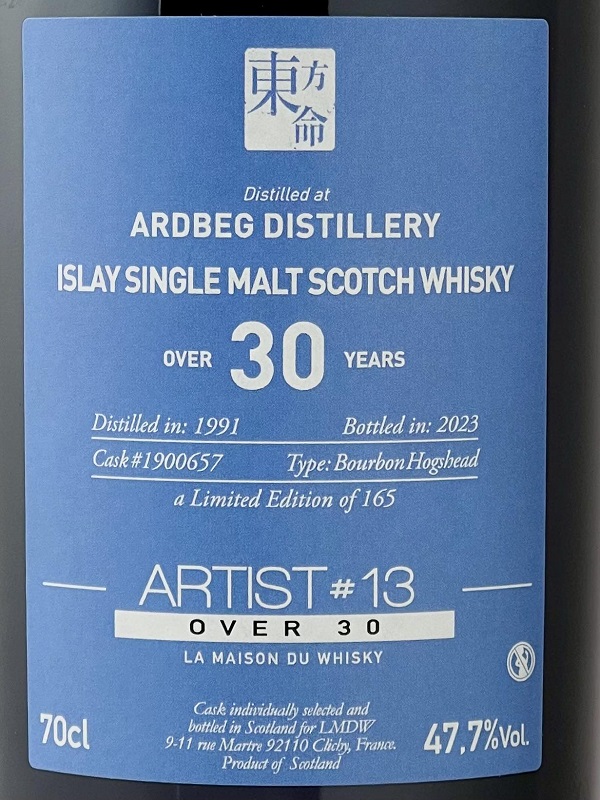 東方命
Distilled at
ARDBEG DISTILLERY
ISLAY SINGLE MALT SCOTCH WHISKY
OVER 30 YEARS
Distilled in: 1991 Bottled in: 2023
Cask #1900657 Type: Bourbon Hogshead
a Limited Edition of 165
ARTIST #13
OVER 30
LA MAISON DU WHISKY
Cask individually selected and
bottled in Scotland for LMDW
9-11 rue Martre 92110 Clichy, France.
Product of Scotland
70cl
47,7%Vol.